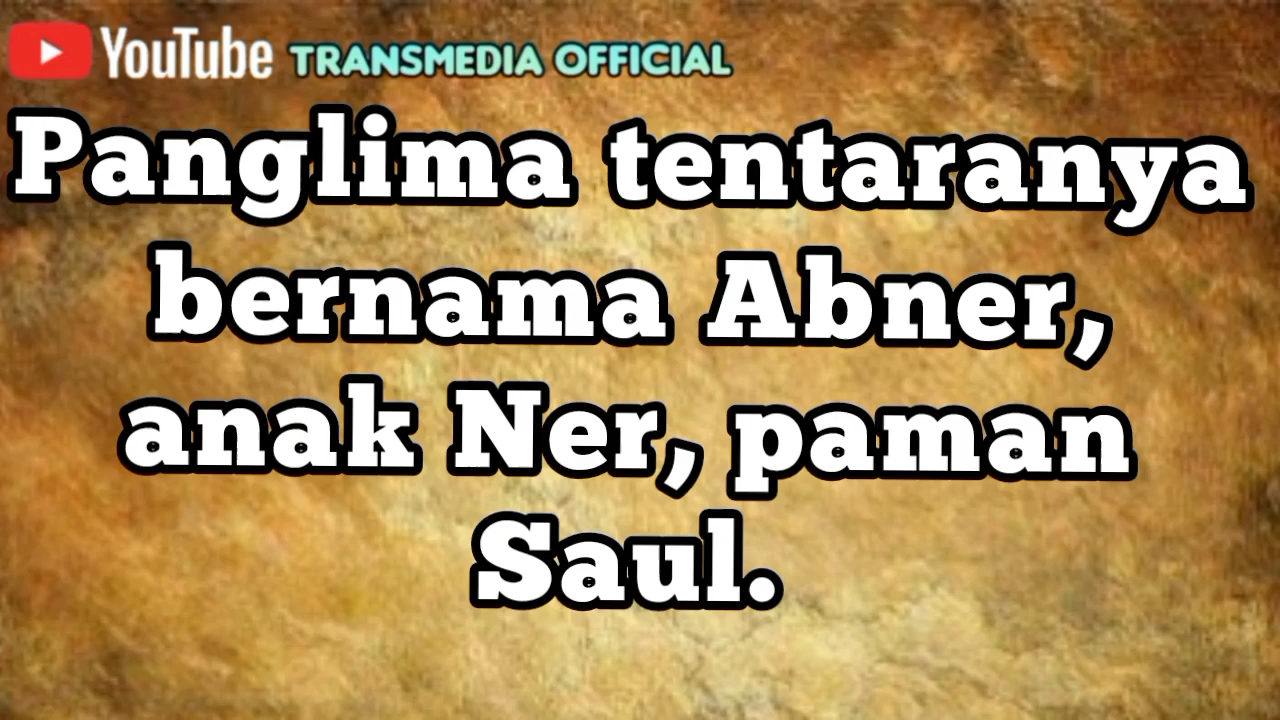 YouTube TRANSMEDIA OFFICIAL
Panglima tentaranya
bernama Abner,
anak Ner, paman
Saul.